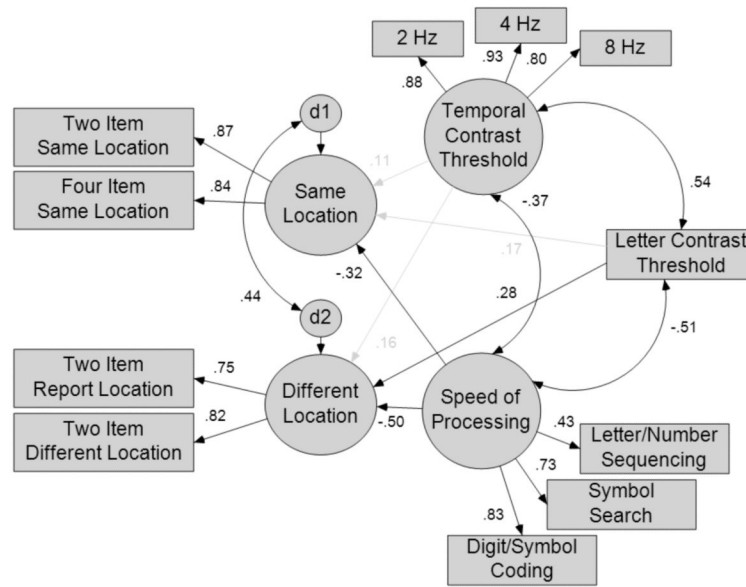 2 Hz
4 Hz
8 Hz
.88
.93
.80
Temporal
Contrast
Threshold
d1
Two Item
Same Location
.87
Four Item
Same Location
.84
Same
Location
.11
-.37
.54
.17
Letter Contrast
Threshold
-.32
.28
.44
d2
.16
-.51
Two Item
Report Location
.75
Different
Location
Two Item
Different Location
.82
-.50
Speed of
Processing
.43
Letter/Number
Sequencing
.73
Symbol
Search
.83
Digit/Symbol
Coding